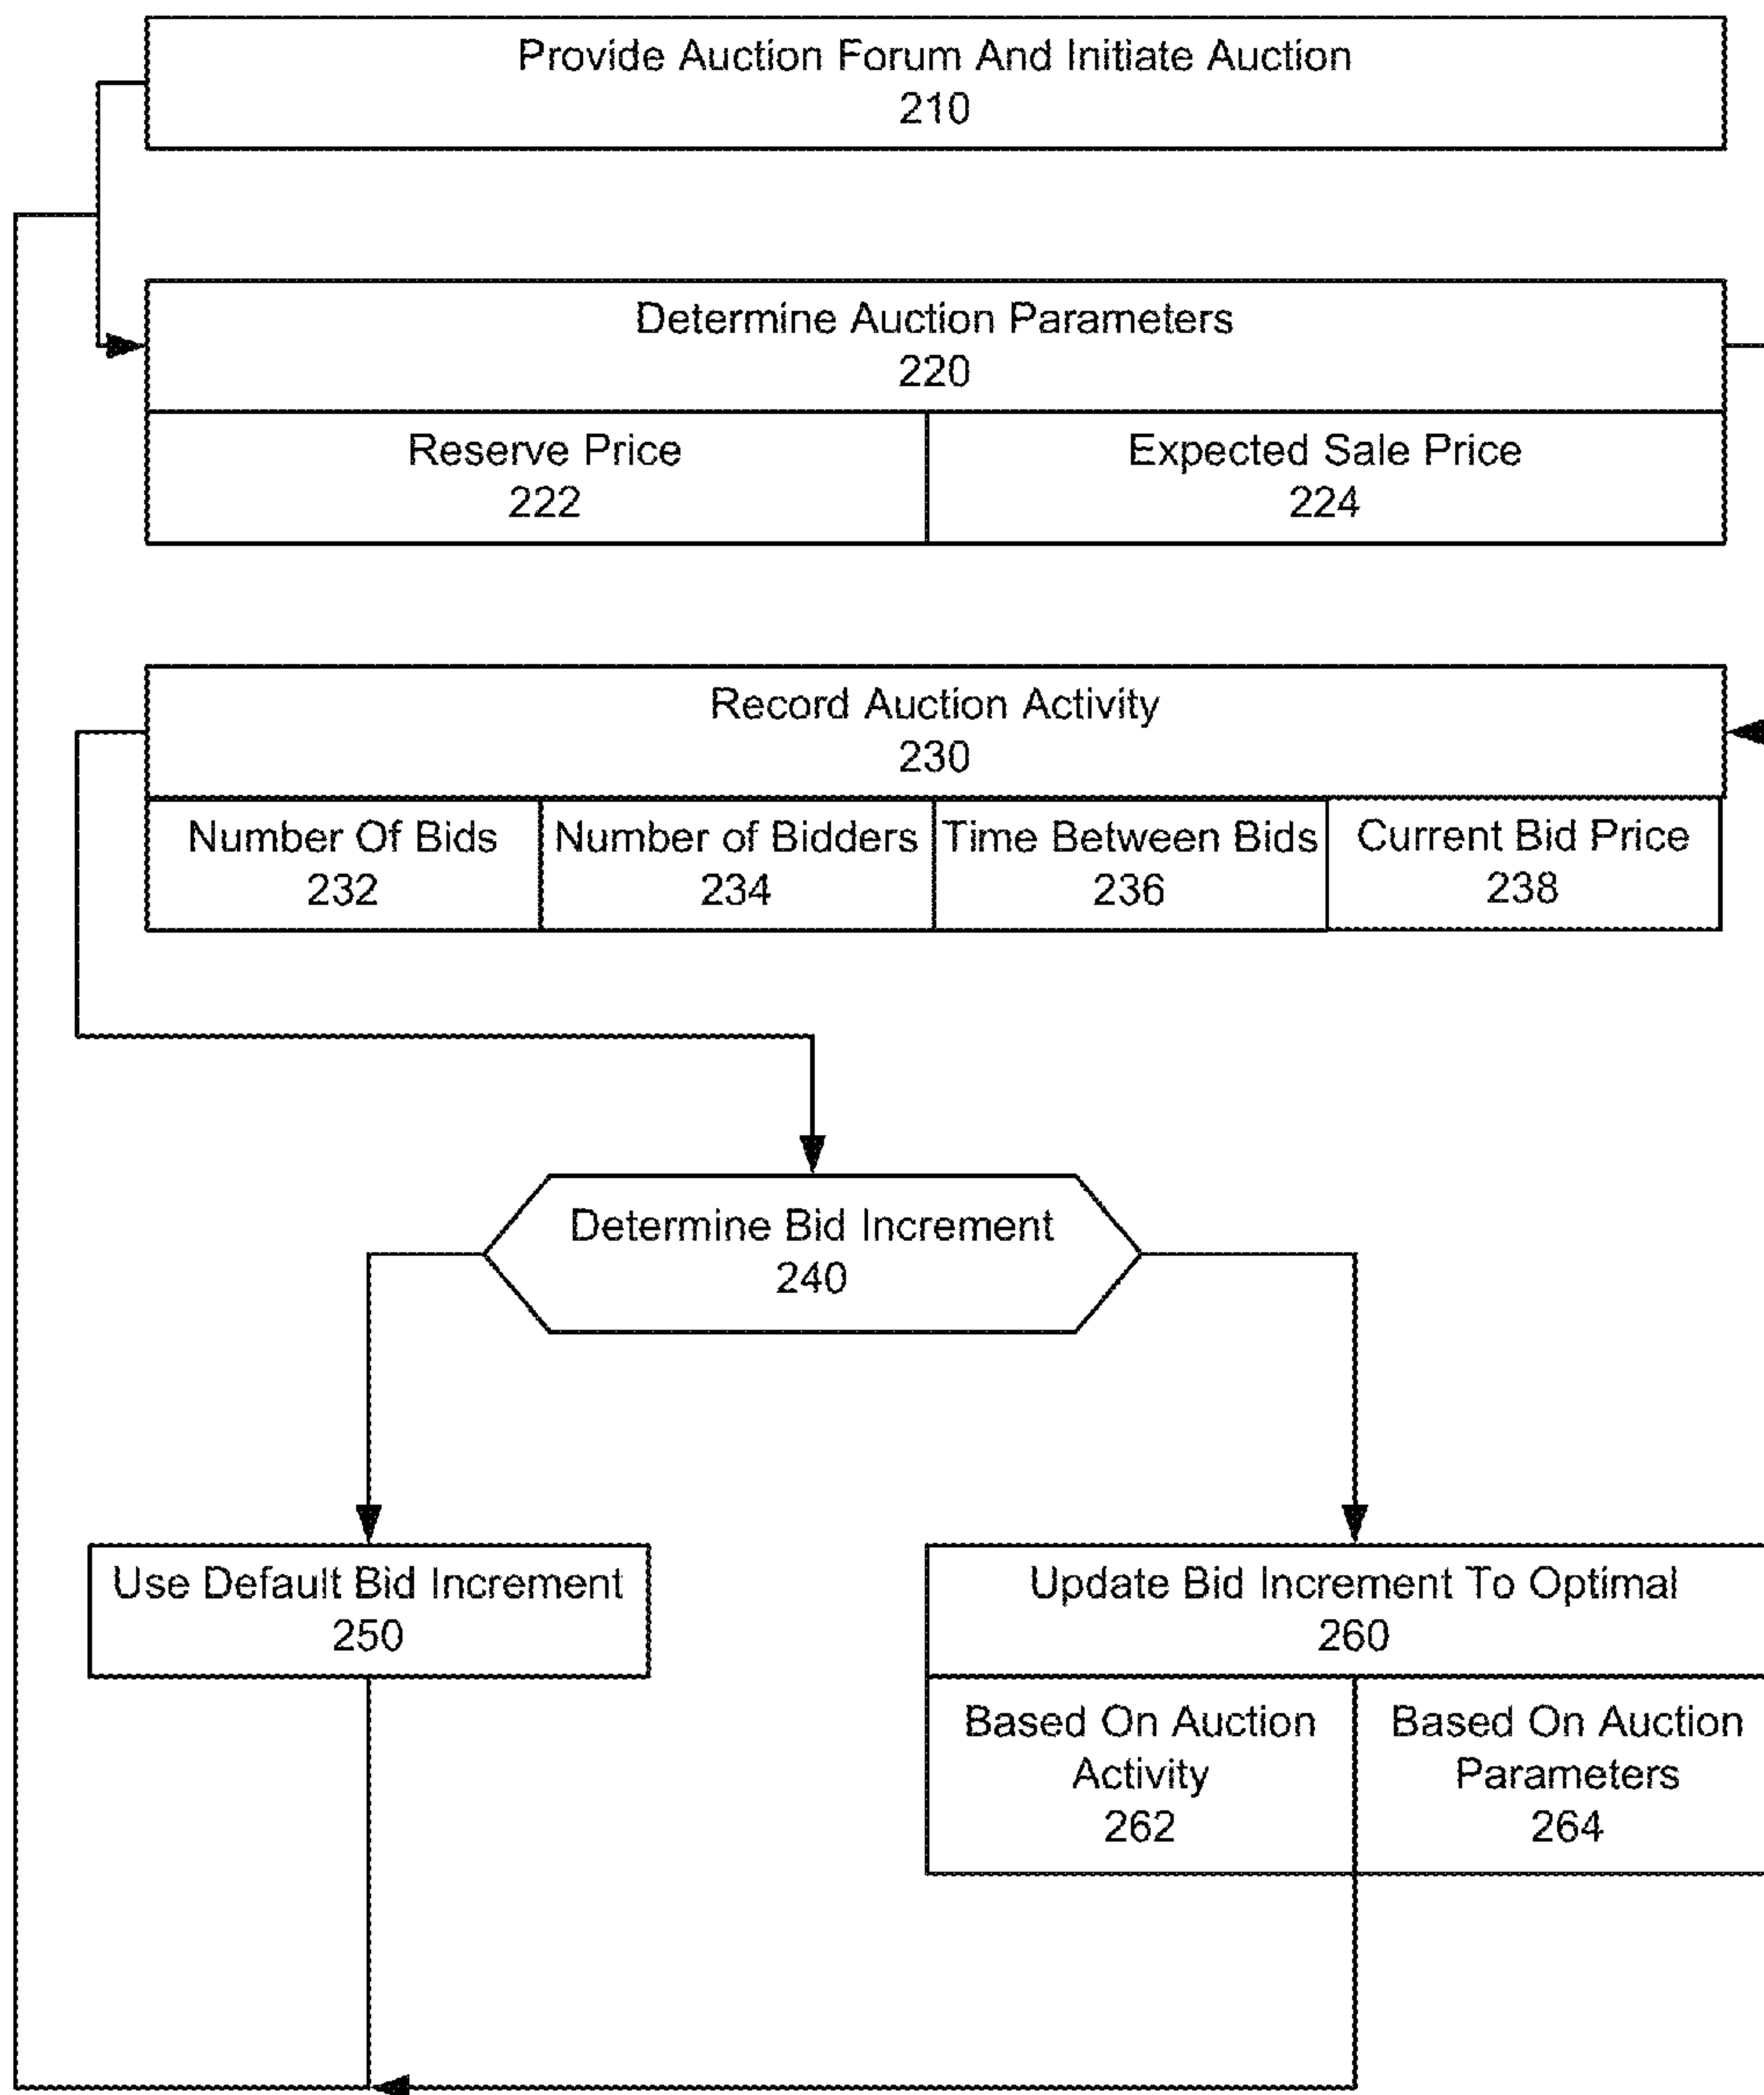 Provide Auction Forum And Initiate Auction
210
Determine Auction Parameters
220
Reserve Price
222
Expected Sale Price
224
Record Auction Activity
230
Number Of Bids
232
Number of Bidders
234
Time Between Bids
236
Current Bid Price
238
Determine Bid Increment
240
Use Default Bid Increment
250
Update Bid Increment To Optimal
260
Based On Auction
Activity
262
Based On Auction
Parameters
264